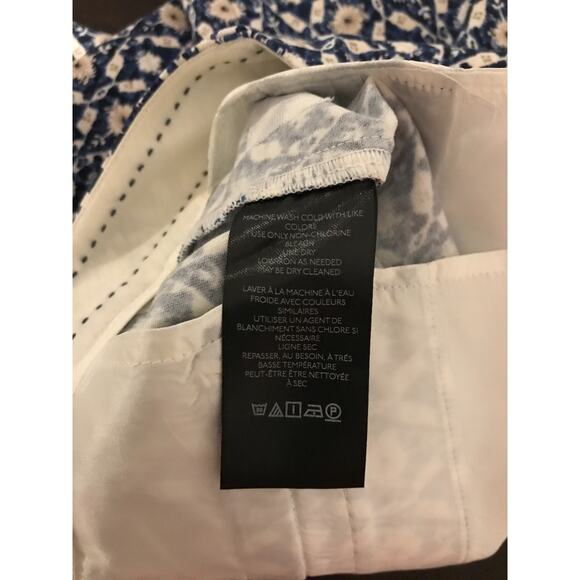 MACHINE WASH COLD WITH LIKE
COLORS
USE ONLY NON-CHLORINE
BLEACH
LINE DRY
LOW IRON AS NEEDED
MAY BE DRY CLEANED
LAVER À LA MACHINE À L'EAU
FROIDE AVEC COULEURS
SIMILAIRES
UTILISER UN AGENT DE
BLANCHIMENT SANS CHLORE SI
NÉCESSAIRE
LIGNE SEC
REPASSER, AU BESOIN, À TRÉS
BASSE TEMPÉRATURE
PEUT-ÊTRE ÊTRE NETTOYÉE
À SEC
P